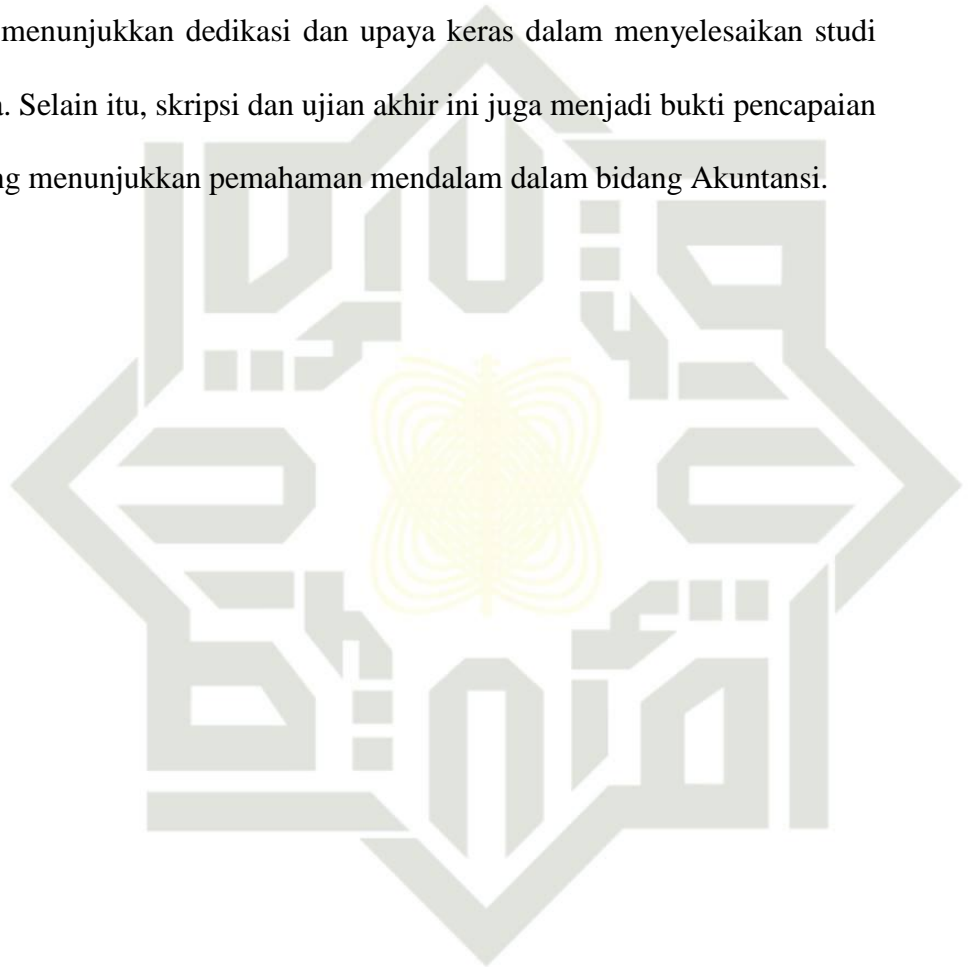 menunjukkan dedikasi dan upaya keras dalam menyelesaikan studi
. Selain itu, skripsi dan ujian akhir ini juga menjadi bukti pencapaian
menunjukkan pemahaman mendalam dalam bidang Akuntansi.